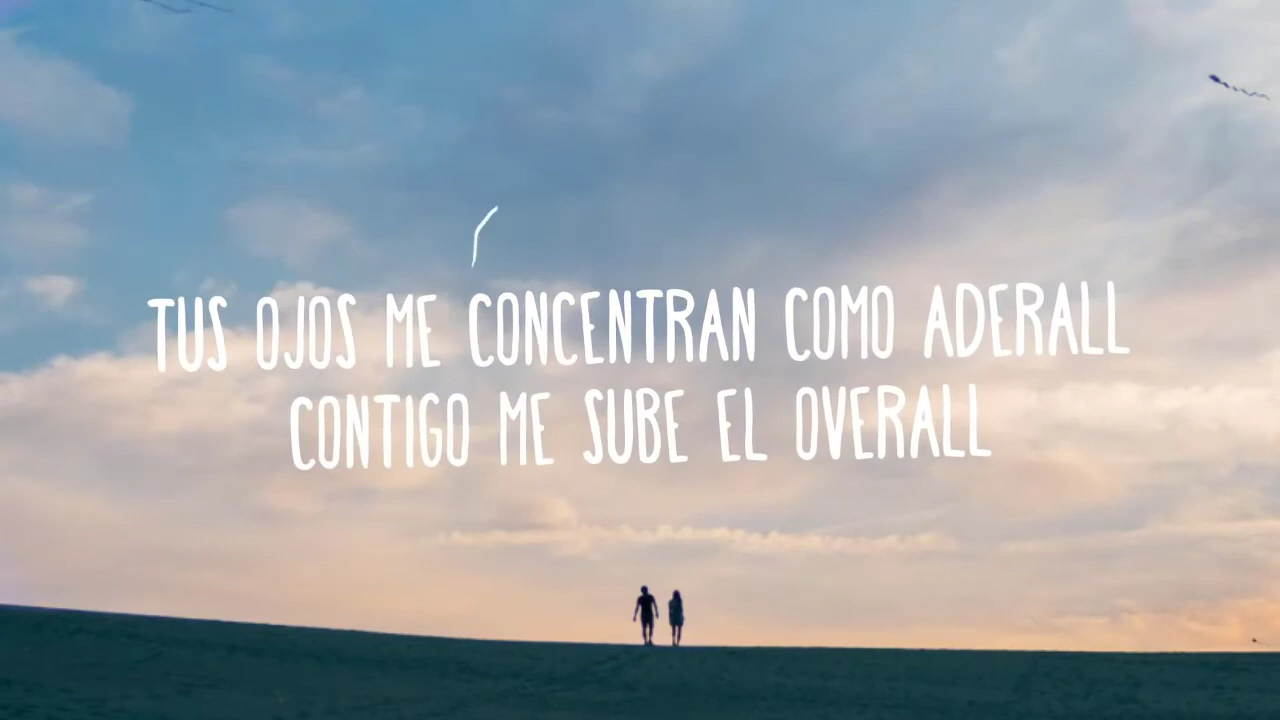 TUS OJOS ME CONCENTRAN COMO ADERALL
CONTIGO ME SUBE EL OVERALL